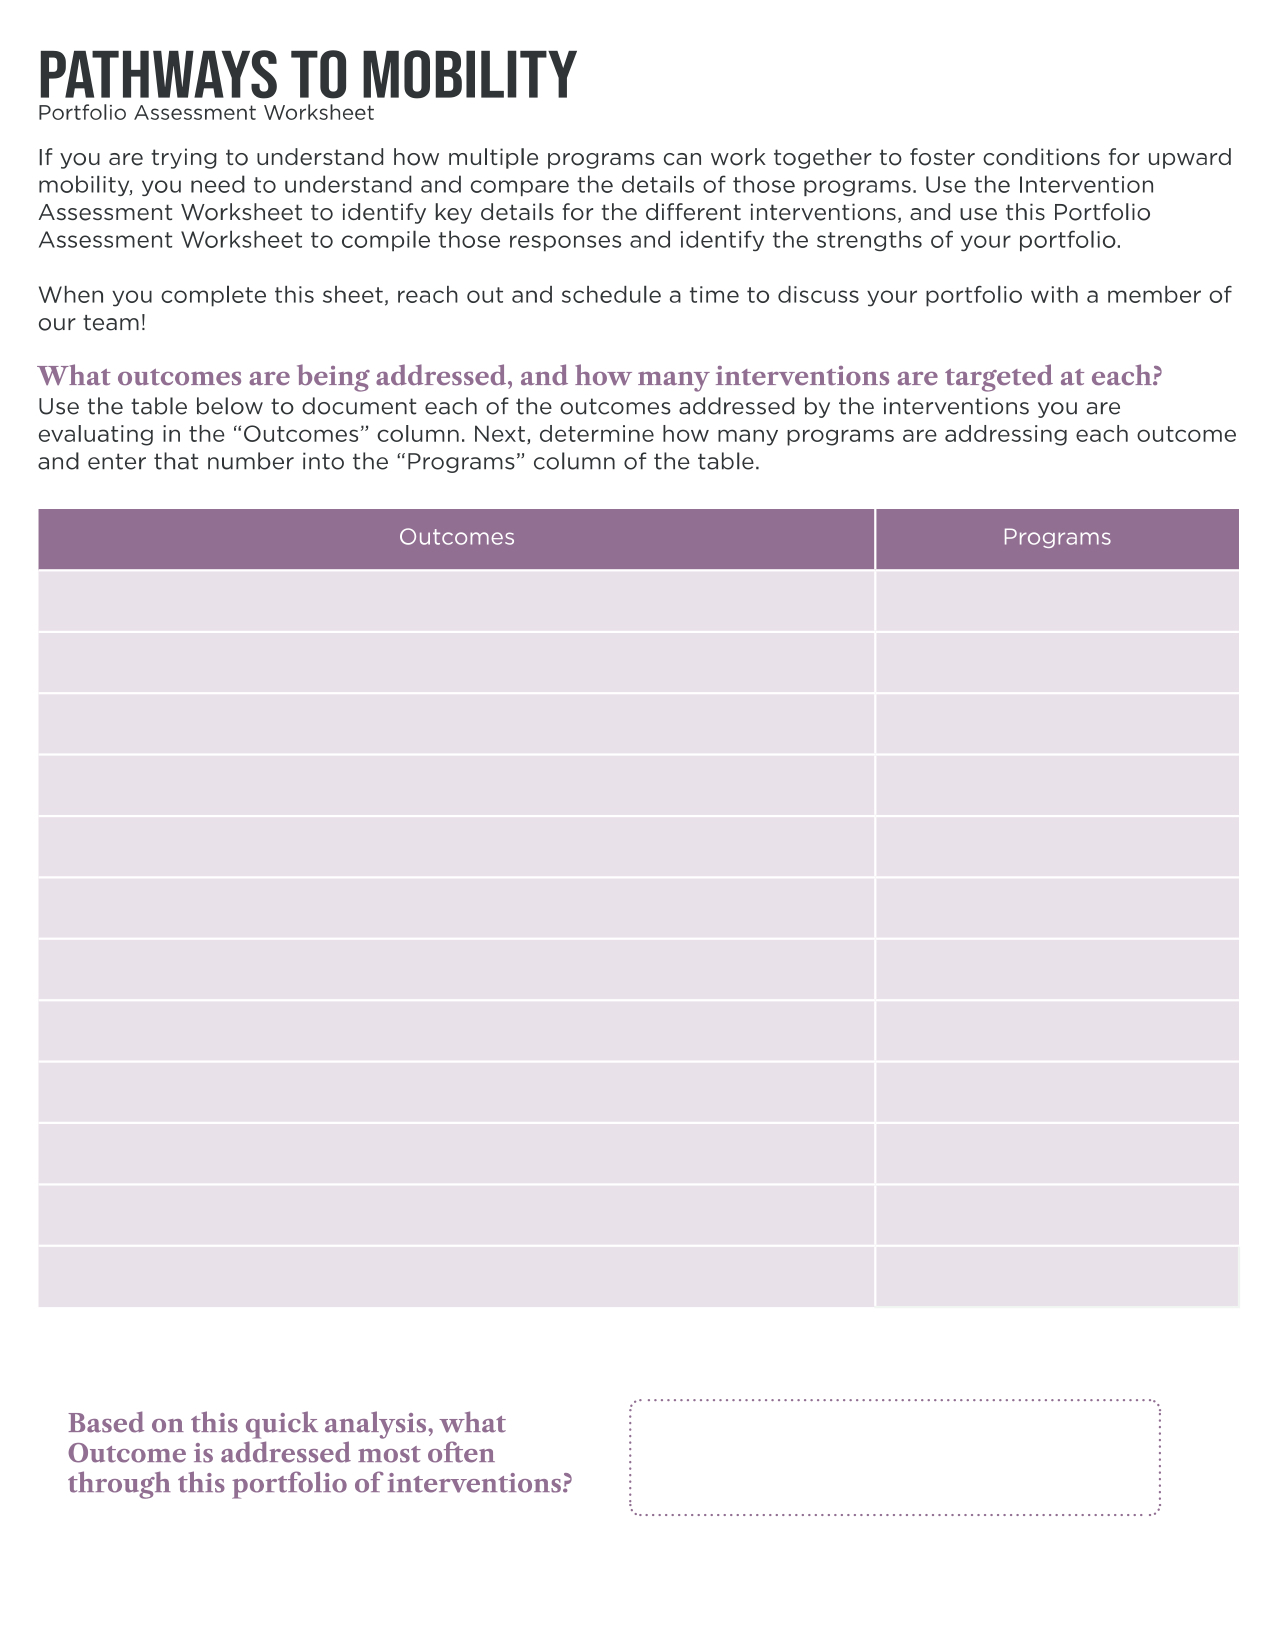 PATHWAYS TO MOBILITY
Portfolio Assessment Worksheet
If you are trying to understand how multiple programs can work together to foster conditions for upward
mobility, you need to understand and compare the details of those programs. Use the Intervention
Assessment Worksheet to identify key details for the different interventions, and use this Portfolio
Assessment Worksheet to compile those responses and identify the strengths of your portfolio.
When you complete this sheet, reach out and schedule a time to discuss your portfolio with a member of
our team!
What outcomes are being addressed, and how many interventions are targeted at each?
Use the table below to document each of the outcomes addressed by the interventions you are
evaluating in the “Outcomes” column. Next, determine how many programs are addressing each outcome
and enter that number into the “Programs” column of the table.
Outcomes Programs
Based on this quick analysis, what
Outcome is addressed most often
through this portfolio of interventions?